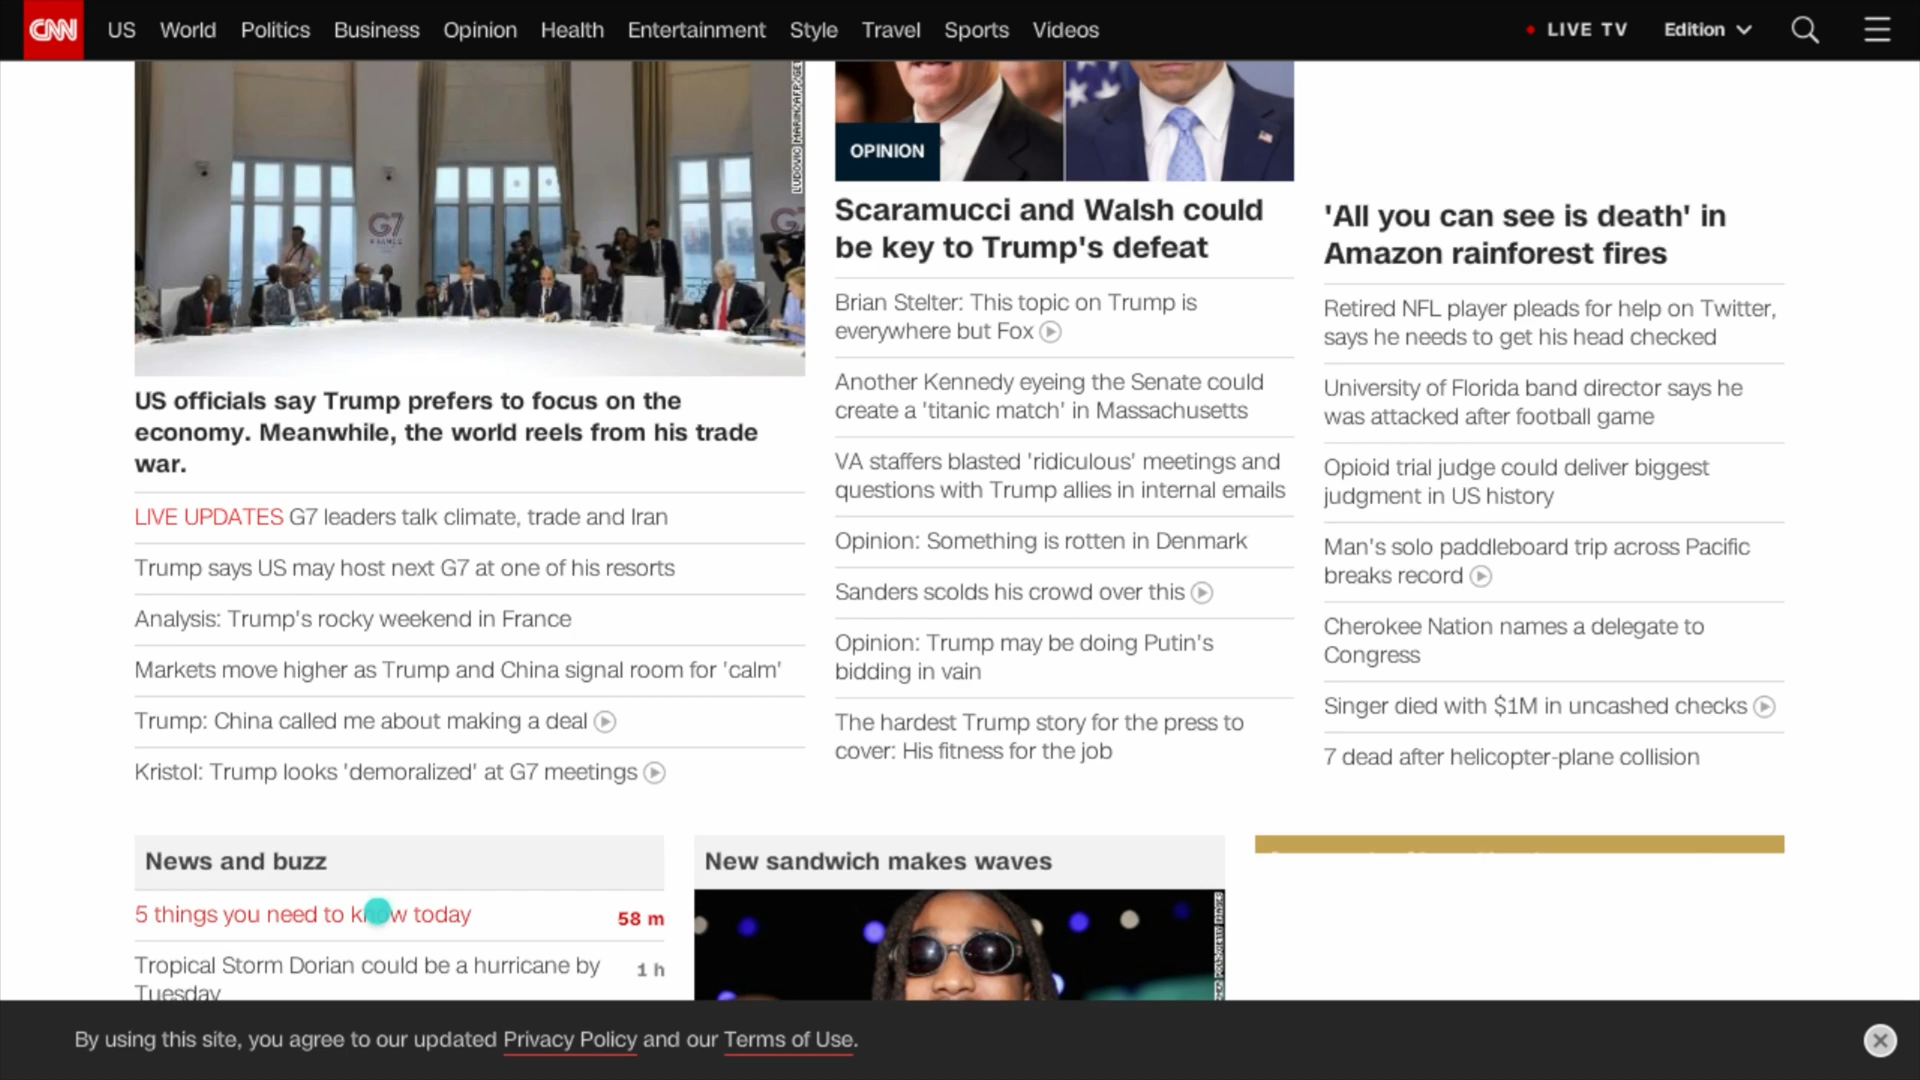 CNN US World Politics Business Opinion Health Entertainment Style Travel Sports Videos LIVE TV Edition
G7
FRANCE
US officials say Trump prefers to focus on the
economy. Meanwhile, the world reels from his trade
war.
LIVE UPDATES G7 leaders talk climate, trade and Iran
Trump says US may host next G7 at one of his resorts
Analysis: Trump's rocky weekend in France
Markets move higher as Trump and China signal room for 'calm'
Trump: China called me about making a deal
Kristol: Trump looks 'demoralized' at G7 meetings
OPINION
Scaramucci and Walsh could
be key to Trump's defeat
Brian Stelter: This topic on Trump is
everywhere but Fox
Another Kennedy eyeing the Senate could
create a 'titanic match' in Massachusetts
VA staffers blasted 'ridiculous' meetings and
questions with Trump allies in internal emails
Opinion: Something is rotten in Denmark
Sanders scolds his crowd over this
Opinion: Trump may be doing Putin's
bidding in vain
The hardest Trump story for the press to
cover: His fitness for the job
'All you can see is death' in
Amazon rainforest fires
Retired NFL player pleads for help on Twitter,
says he needs to get his head checked
University of Florida band director says he
was attacked after football game
Opioid trial judge could deliver biggest
judgment in US history
Man's solo paddleboard trip across Pacific
breaks record
Cherokee Nation names a delegate to
Congress
Singer died with $1M in uncashed checks
7 dead after helicopter-plane collision
News and buzz
5 things you need to know today 58 m
Tropical Storm Dorian could be a hurricane by 1 h
Tuesday
New sandwich makes waves
By using this site, you agree to our updated Privacy Policy and our Terms of Use.